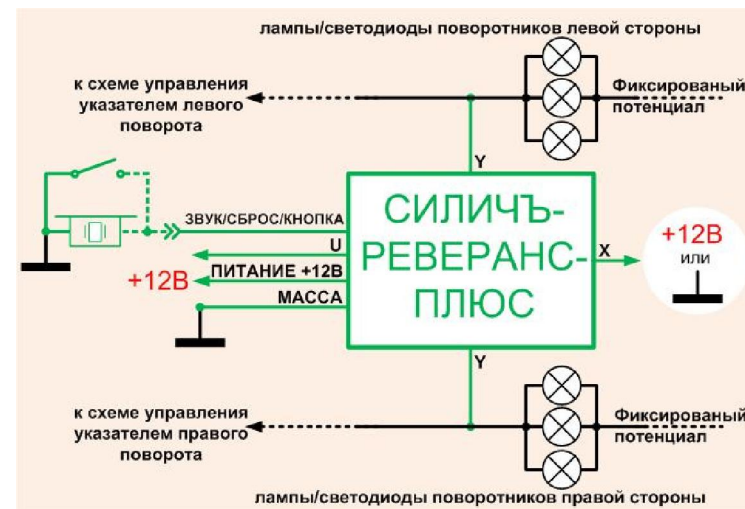 лампы/светодиоды поворотников левой стороны
к схеме управления
указателем левого
поворота
Фиксированый
потенциал
Y
ЗВУК/СБРОС/КНОПКА
U
+12В
ПИТАНИЕ +12В
МАССА
СИЛИЧЪ-
РЕВЕРАНС-
ПЛЮС
X
+12В
или
Y
к схеме управления
указателем правого
поворота
Фиксированый
потенциал
лампы/светодиоды поворотников правой стороны